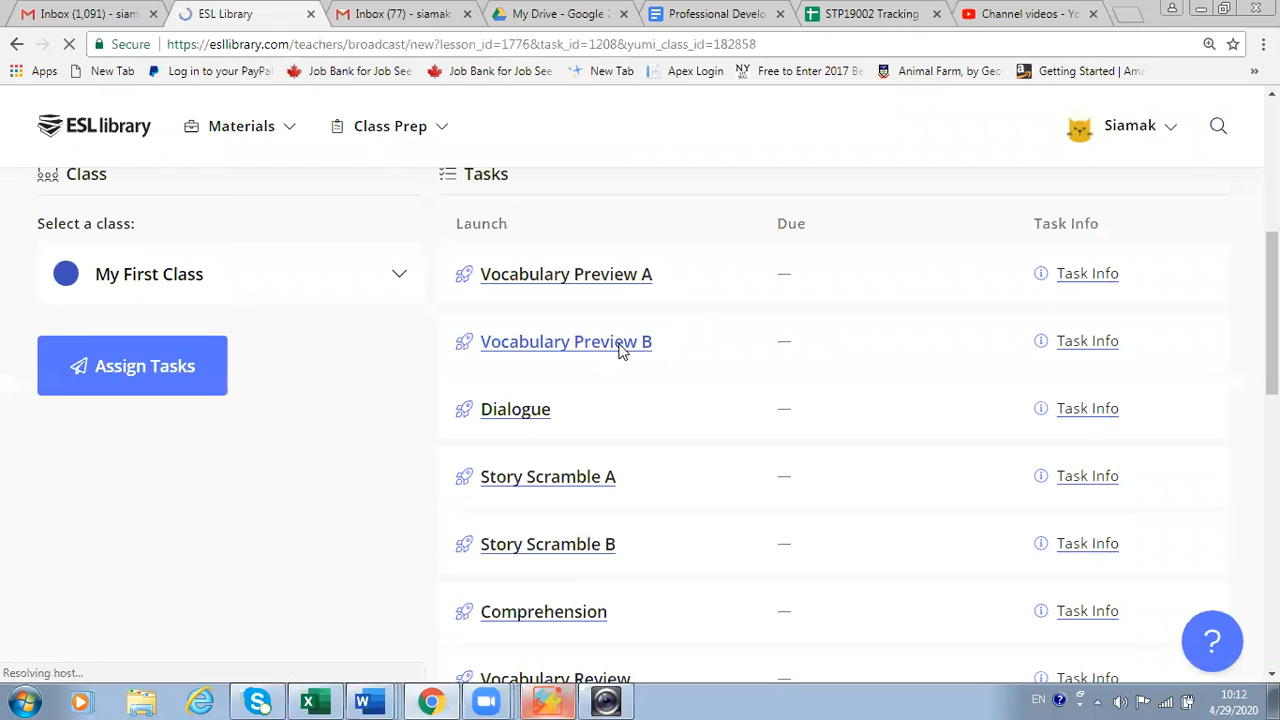 Inbox (1,091) - siam
ESL Library
Inbox (77) - siamak
My Drive - Google
Professional Develo
STP19002 Tracking
Channel videos - Yo
Secure
https://esllibrary.com/teachers/broadcast/new?lesson_id=1776&task_id=1208&yumi_class_id=182858
Apps
New Tab
Log in to your PayPal
Job Bank for Job See
Job Bank for Job See
New Tab
Apex Login
Free to Enter 2017 Be
Animal Farm, by Geo
Getting Started | Ama
»
ESL library
Materials
Class Prep
Siamak
Class
Tasks
Select a class:
Launch
Due
Task Info
My First Class
Vocabulary Preview A
—
Task Info
Assign Tasks
Vocabulary Preview B
—
Task Info
Dialogue
—
Task Info
Story Scramble A
—
Task Info
Story Scramble B
—
Task Info
Comprehension
—
Task Info
?
Vocabulary Review
—
Task Info
Resolving host...
EN
10:12
4/29/2020